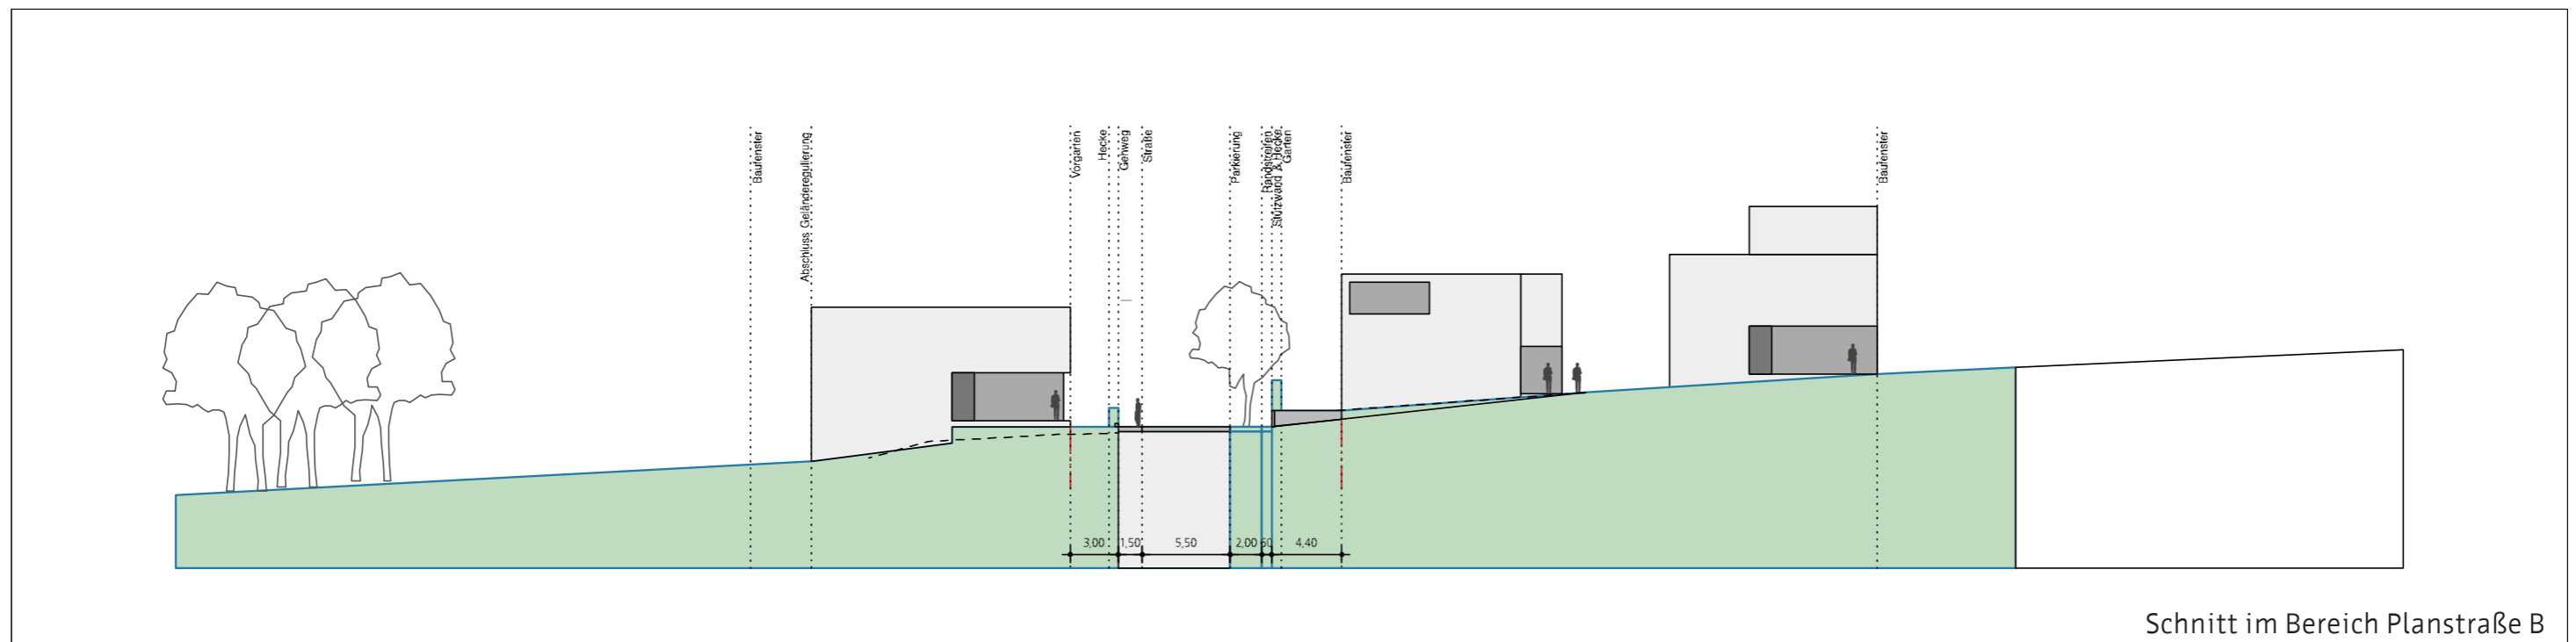 Baufenster
Abschluss Geländeregulierung
Vorgarten
Hecke
Gehweg
Straße
Parkierung
Randstreifen
Stützwand & Hecke
Garten
Baufenster
Baufenster
3,00
1,50
5,50
2,00
60
4,40
Schnitt im Bereich Planstraße B